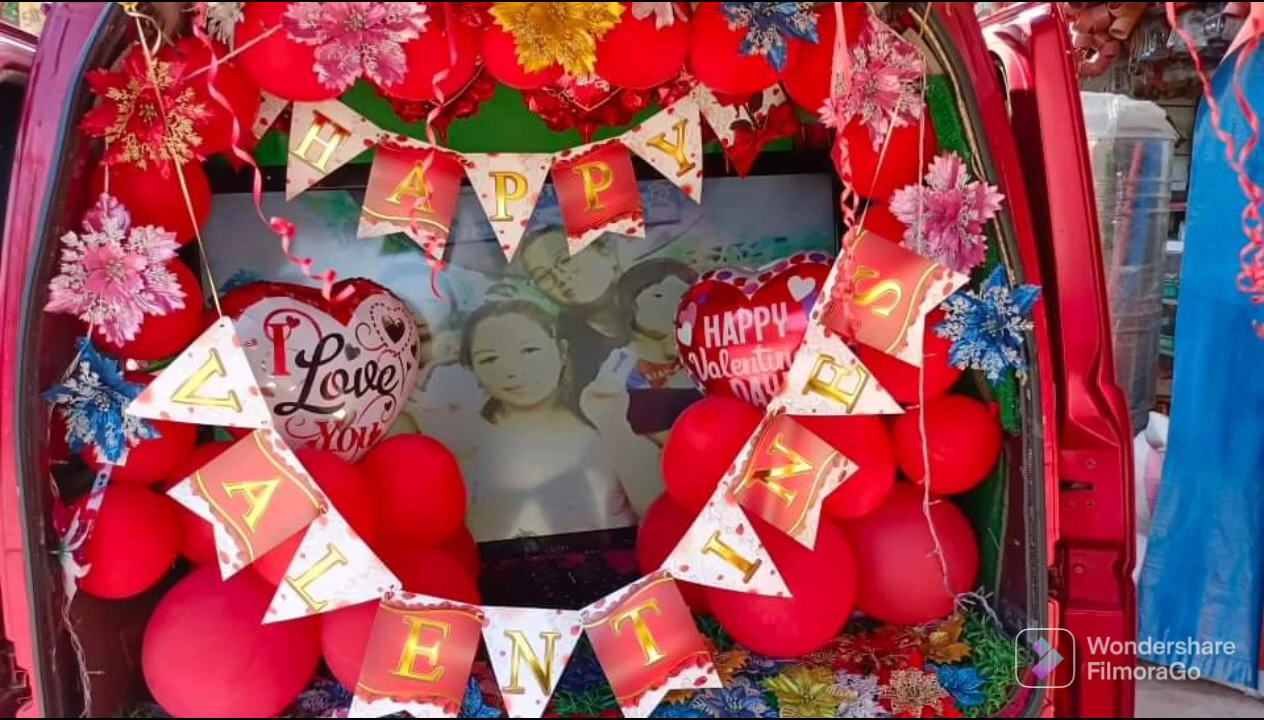 HAPPY
VALENTINES
I
Love
YOU
HAPPY
Valentine
DAY
Wondershare
FilmoraGo